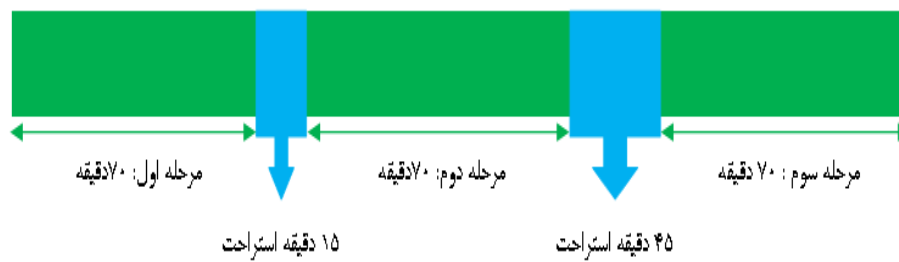 مرحله اول: ۷۰دقیقه
مرحله دوم: ۷۰دقیقه
مرحله سوم : ۷۰ دقیقه
۱۵ دقیقه استراحت
۴۵ دقیقه استراحت